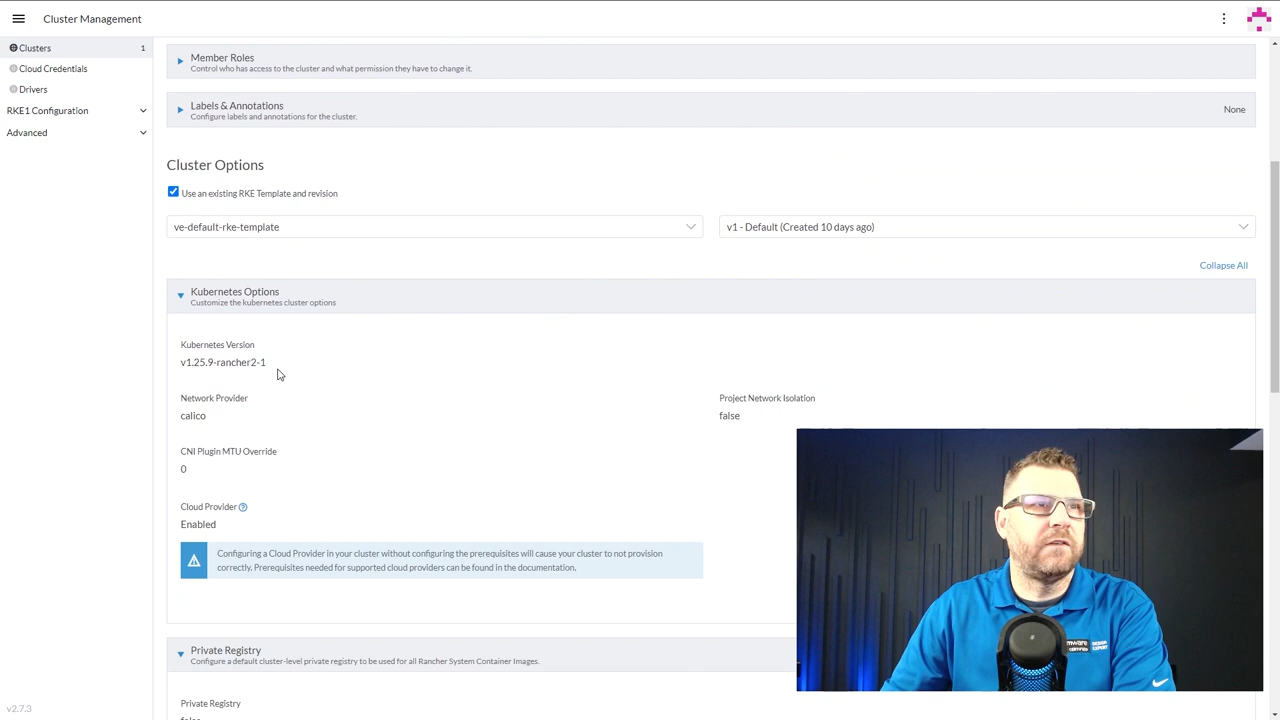 Cluster Management
Clusters 1
Cloud Credentials
Drivers
RKE1 Configuration
Advanced
v2.7.3
Member Roles
Control who has access to the cluster and what permission they have to change it.
Labels & Annotations
Configure labels and annotations for the cluster.
None
Cluster Options
Use an existing RKE Template and revision
ve-default-rke-template
v1 - Default (Created 10 days ago)
Collapse All
Kubernetes Options
Customize the kubernetes cluster options
Kubernetes Version
v1.25.9-rancher2-1
Network Provider
calico
Project Network Isolation
false
CNI Plugin MTU Override
0
Cloud Provider
Enabled
Configuring a Cloud Provider in your cluster without configuring the prerequisites will cause your cluster to not provision
correctly. Prerequisites needed for supported cloud providers can be found in the documentation.
Private Registry
Configure a default cluster-level private registry to be used for all Rancher System Container Images.
Private Registry